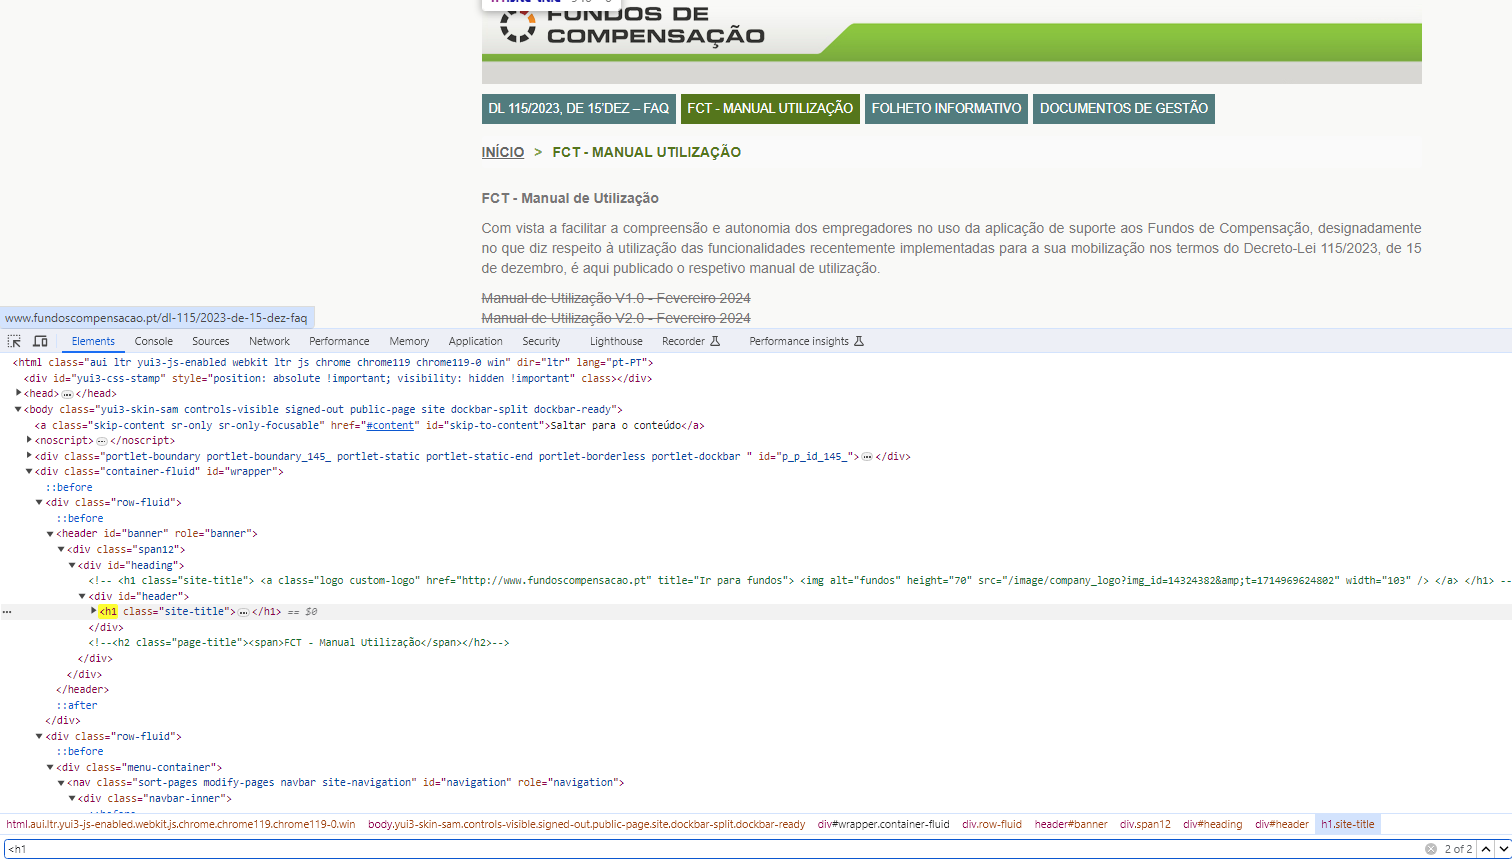 FUNDOS DE
COMPENSAÇÃO
DL 115/2023, DE 15'DEZ – FAQ
FCT - MANUAL UTILIZAÇÃO
FOLHETO INFORMATIVO
DOCUMENTOS DE GESTÃO
INÍCIO > FCT - MANUAL UTILIZAÇÃO
FCT - Manual de Utilização
Com vista a facilitar a compreensão e autonomia dos empregadores no uso da aplicação de suporte aos Fundos de Compensação, designadamente
no que diz respeito à utilização das funcionalidades recentemente implementadas para a sua mobilização nos termos do Decreto-Lei 115/2023, de 15
de dezembro, é aqui publicado o respetivo manual de utilização.
Manual de Utilização V1.0 - Fevereiro 2024
Manual de Utilização V2.0 - Fevereiro 2024
www.fundoscompensacao.pt/dl-115/2023-de-15-dez-faq
Elements Console Sources Network Performance Memory Application Security Lighthouse Recorder Performance insights
<html class="aui ltr yui3-js-enabled webkit ltr js chrome chrome119 chrome119-0 win" dir="ltr" lang="pt-PT">
<div id="yui3-css-stamp" style="position: absolute !important; visibility: hidden !important" class></div>
<head>…</head>
<body class="yui3-skin-sam controls-visible signed-out public-page site dockbar-split dockbar-ready">
<a class="skip-content sr-only sr-only-focusable" href="#content" id="skip-to-content">Saltar para o conteúdo</a>
<noscript>…</noscript>
<div class="portlet-boundary portlet-boundary_145_ portlet-static portlet-static-end portlet-borderless portlet-dockbar " id="p_p_id_145_">…</div>
<div class="container-fluid" id="wrapper">
::before
<div class="row-fluid">
::before
<header id="banner" role="banner">
<div class="span12">
<div id="heading">
<!-- <h1 class="site-title"> <a class="logo custom-logo" href="http://www.fundoscompensacao.pt" title="Ir para fundos"> <img alt="fundos" height="70" src="/image/company_logo?img_id=14324382&amp;t=1714969624802" width="103" /> </a> </h1> --
<div id="header">
… <h1 class="site-title">…</h1> == $0
</div>
<!--<h2 class="page-title"><span>FCT - Manual Utilização</span></h2>-->
</div>
</div>
</header>
::after
</div>
<div class="row-fluid">
::before
<div class="menu-container">
<nav class="sort-pages modify-pages navbar site-navigation" id="navigation" role="navigation">
<div class="navbar-inner">
html.aui.ltr.yui3-js-enabled.webkit.js.chrome.chrome119.chrome119-0.win body.yui3-skin-sam.controls-visible.signed-out.public-page.site.dockbar-split.dockbar-ready div#wrapper.container-fluid div.row-fluid header#banner div.span12 div#heading div#header h1.site-title
<h1 2 of 2